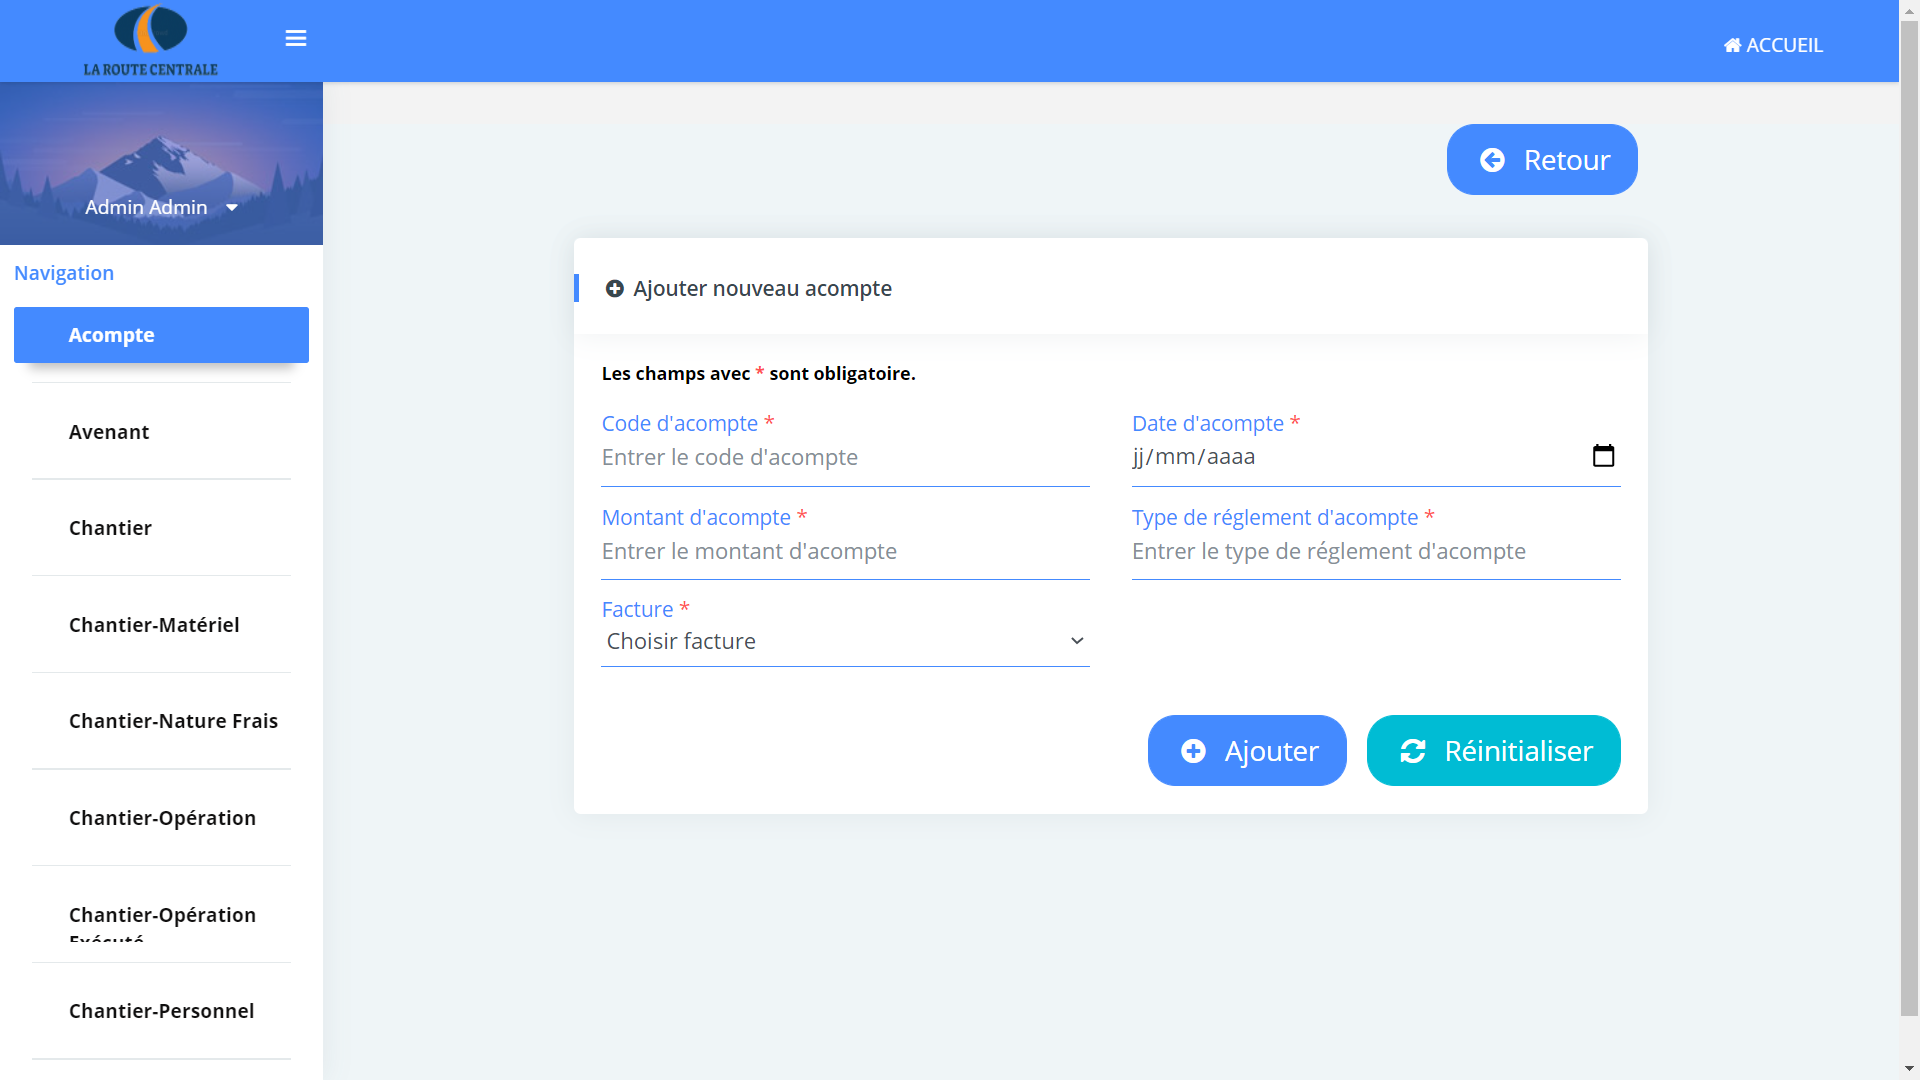 LA ROUTE CENTRALE
ACCUEIL
Admin Admin
Navigation
Acompte
Avenant
Chantier
Chantier-Matériel
Chantier-Nature Frais
Chantier-Opération
Chantier-Opération
Exécuté
Chantier-Personnel
Retour
Ajouter nouveau acompte
Les champs avec * sont obligatoire.
Code d'acompte *
Entrer le code d'acompte
Date d'acompte *
jj/mm/aaaa
Montant d'acompte *
Entrer le montant d'acompte
Type de réglement d'acompte *
Entrer le type de réglement d'acompte
Facture *
Choisir facture
Ajouter
Réinitialiser